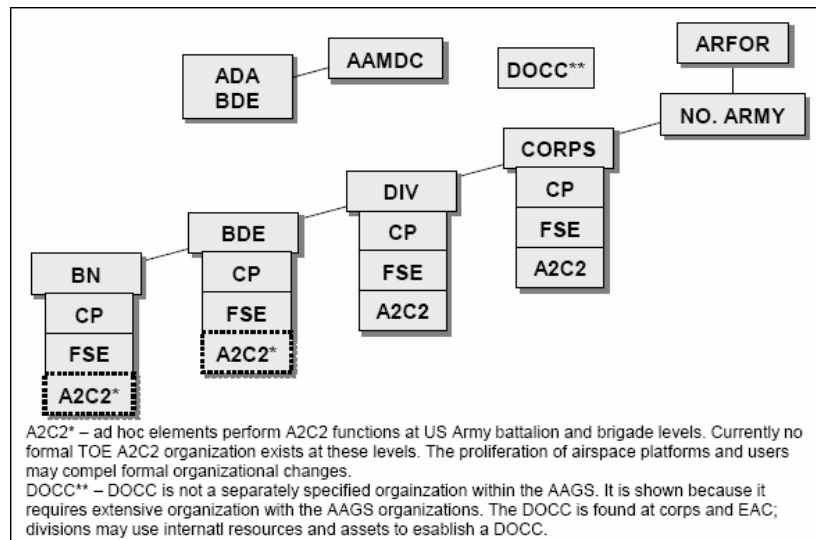 ARFOR
AAMDC
ADA
BDE
DOCC**
NO. ARMY
CORPS
CP
FSE
A2C2
DIV
CP
FSE
A2C2
BDE
CP
FSE
A2C2*
BN
CP
FSE
A2C2*
A2C2* – ad hoc elements perform A2C2 functions at US Army battalion and brigade levels. Currently no
formal TOE A2C2 organization exists at these levels. The proliferation of airspace platforms and users
may compel formal organizational changes.
DOCC** – DOCC is not a separately specified orgainzation within the AAGS. It is shown because it
requires extensive organization with the AAGS organizations. The DOCC is found at corps and EAC;
divisions may use internatl resources and assets to esablish a DOCC.